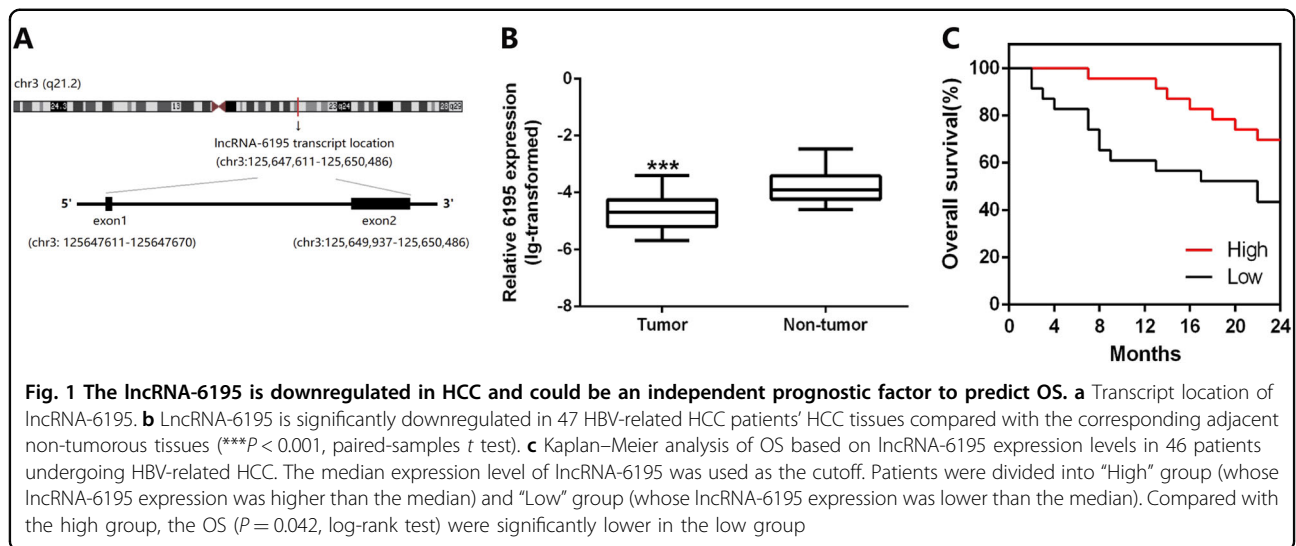 A
chr3 (q21.2)
24.3
13
23
q24
28
q29
↓
lncRNA-6195 transcript location
(chr3:125,647,611-125,650,486)
5'
3'
exon1
exon2
(chr3: 125647611-125647670)
(chr3:125,649,937-125,650,486)
B
Relative 6195 expression
(lg-transformed)
0
-2
-4
-6
-8
***
Tumor
Non-tumor
C
Overall survival(%)
100
80
60
40
20
0
High
Low
0
4
8
12
16
20
24
Months
Fig. 1 The lncRNA-6195 is downregulated in HCC and could be an independent prognostic factor to predict OS. a Transcript location of
lncRNA-6195. b LncRNA-6195 is significantly downregulated in 47 HBV-related HCC patients' HCC tissues compared with the corresponding adjacent
non-tumorous tissues (***P < 0.001, paired-samples t test). c Kaplan–Meier analysis of OS based on lncRNA-6195 expression levels in 46 patients
undergoing HBV-related HCC. The median expression level of lncRNA-6195 was used as the cutoff. Patients were divided into “High” group (whose
lncRNA-6195 expression was higher than the median) and “Low” group (whose lncRNA-6195 expression was lower than the median). Compared with
the high group, the OS (P = 0.042, log-rank test) were significantly lower in the low group